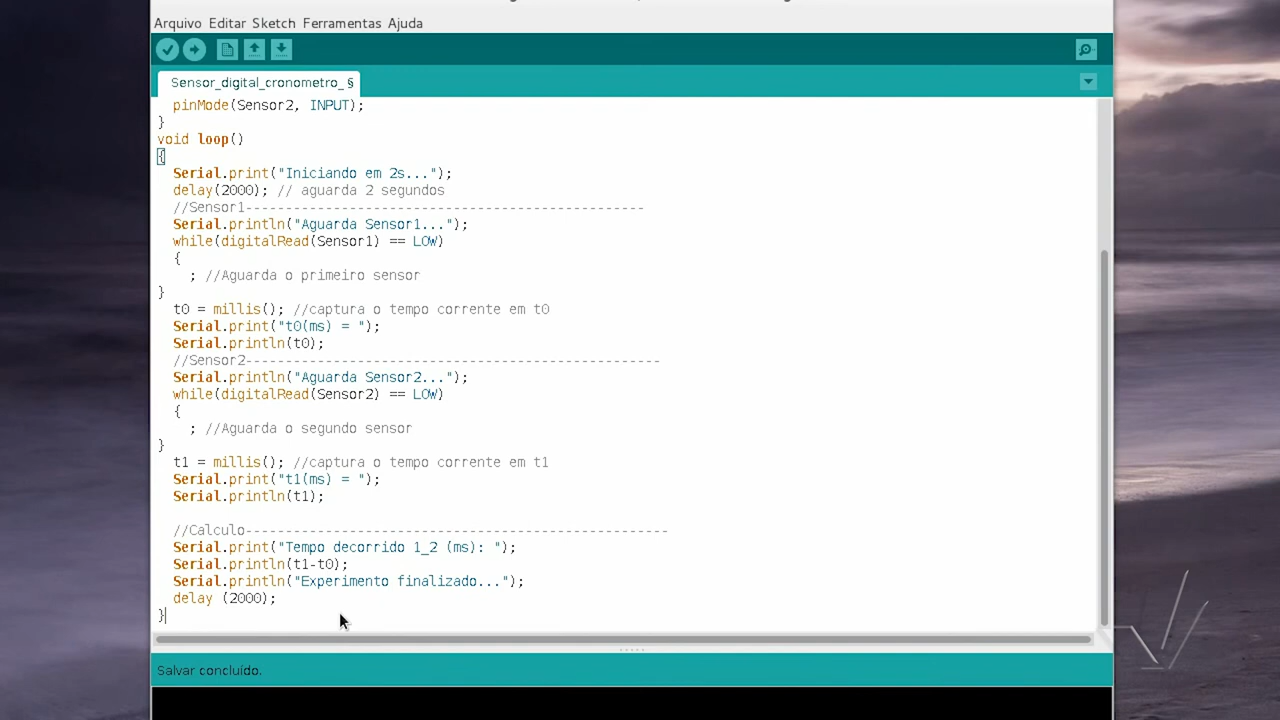 Arquivo Editar Sketch Ferramentas Ajuda
Sensor_digital_cronometro_ §
pinMode(Sensor2, INPUT);
}
void loop()
{
Serial.print("Iniciando em 2s...");
delay(2000); // aguarda 2 segundos
//Sensor1--------------------------------------------------
Serial.println("Aguarda Sensor1...");
while(digitalRead(Sensor1) == LOW)
{
; //Aguarda o primeiro sensor
}
t0 = millis(); //captura o tempo corrente em t0
Serial.print("t0(ms) = ");
Serial.println(t0);
//Sensor2----------------------------------------------------
Serial.println("Aguarda Sensor2...");
while(digitalRead(Sensor2) == LOW)
{
; //Aguarda o segundo sensor
}
t1 = millis(); //captura o tempo corrente em t1
Serial.print("t1(ms) = ");
Serial.println(t1);
//Calculo-----------------------------------------------------
Serial.print("Tempo decorrido 1_2 (ms): ");
Serial.println(t1-t0);
Serial.println("Experimento finalizado...");
delay (2000);
}
Salvar concluído.